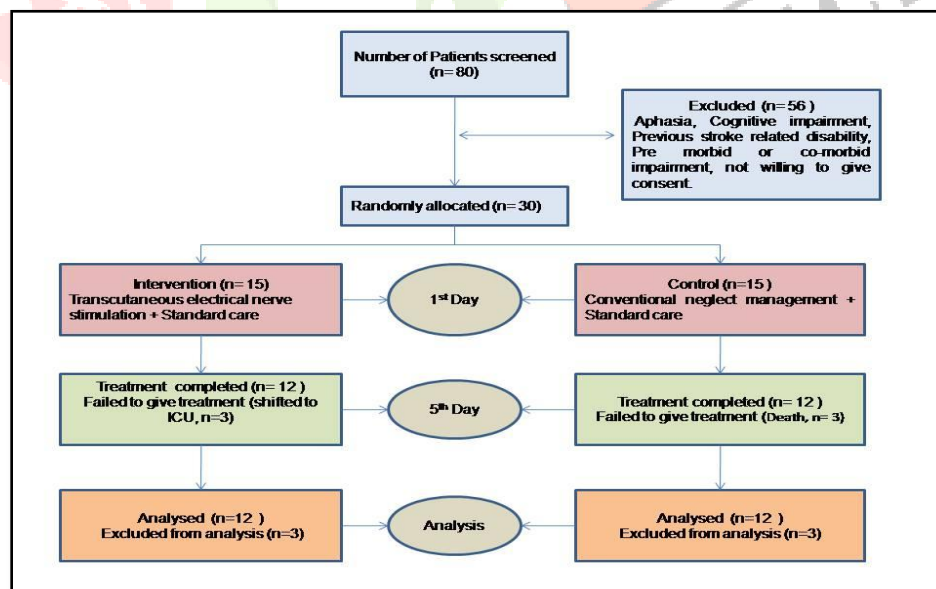 Number of Patients screened
(n= 80)
Excluded (n= 56 )
Aphasia, Cognitive impairment,
Previous stroke related disability,
Pre morbid or co-morbid
impairment, not willing to give
consent.
Randomly allocated (n= 30)
Intervention (n= 15)
Transcutaneous electrical nerve
stimulation + Standard care
1st Day
Control (n=15 )
Conventional neglect management +
Standard care
Treatment completed (n= 12 )
Failed to give treatment (shifted to
ICU, n=3)
5th Day
Treatment completed (n= 12 )
Failed to give treatment (Death, n= 3)
Analysed (n=12 )
Excluded from analysis (n=3)
Analysis
Analysed (n=12 )
Excluded from analysis (n=3)